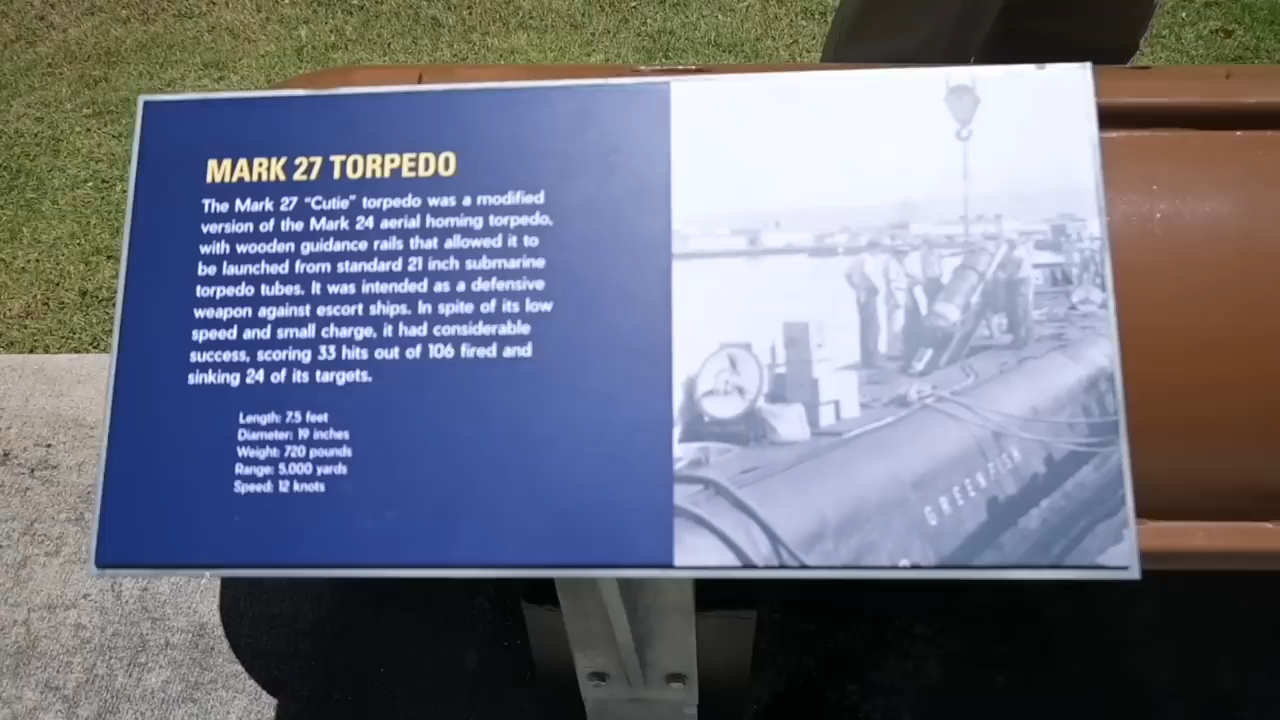 MARK 27 TORPEDO
The Mark 27 "Cutie" torpedo was a modified
version of the Mark 24 aerial homing torpedo,
with wooden guidance rails that allowed it to
be launched from standard 21 inch submarine
torpedo tubes. It was intended as a defensive
weapon against escort ships. In spite of its low
speed and small charge, it had considerable
success, scoring 33 hits out of 106 fired and
sinking 24 of its targets.
Length: 7.5 feet
Diameter: 19 inches
Weight: 720 pounds
Range: 5,000 yards
Speed: 12 knots
GREENFISH